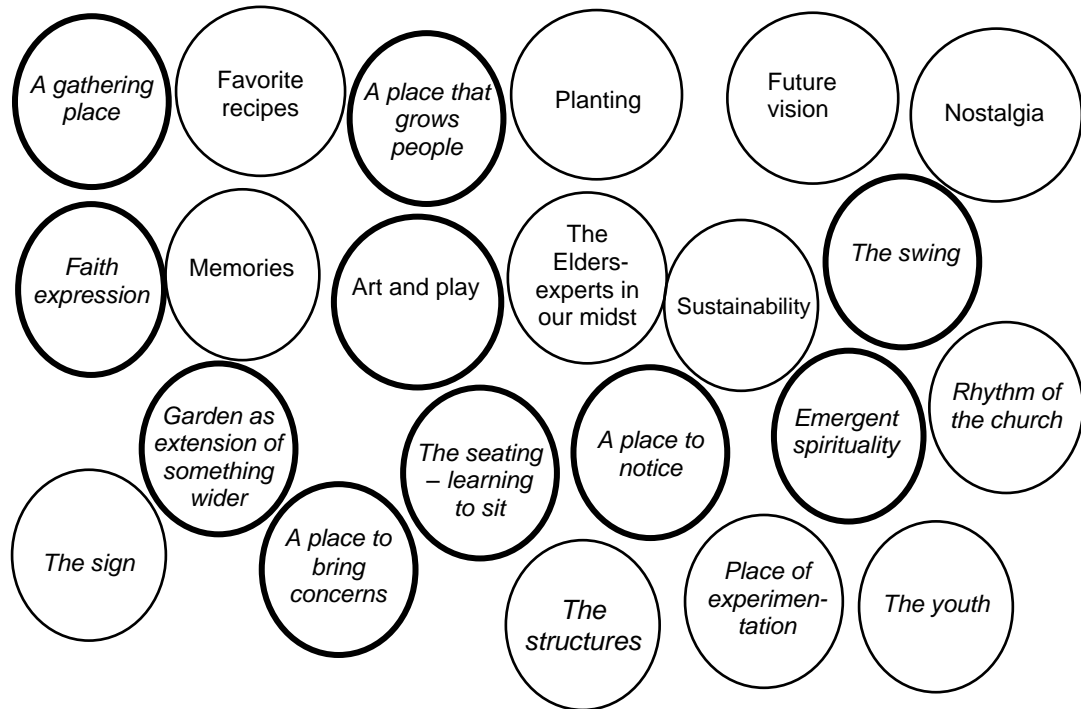 A gathering
place
Favorite
recipes
A place that
grows
people
Planting
Future
vision
Nostalgia
Faith
expression
Memories
Art and play
The
Elders-
experts in
our midst
Sustainability
The swing
Garden as
extension of
something
wider
The seating
– learning
to sit
A place to
notice
Emergent
spirituality
Rhythm of
the church
The sign
A place to
bring
concerns
The
structures
Place of
experimen-
tation
The youth